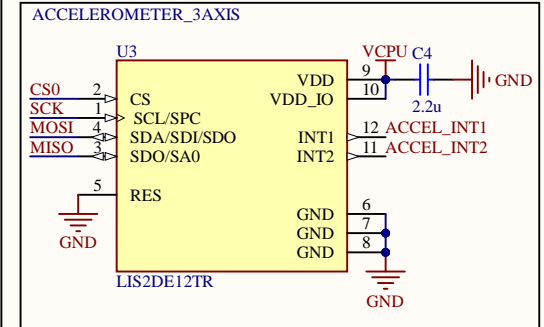 ACCELEROMETER_3AXIS
U3
VCPU C4
CS0 2 CS VDD 9
SCK 1 SCL/SPC VDD_IO 10 2.2u GND
MOSI 4 SDA/SDI/SDO INT1 12 ACCEL_INT1
MISO 3 SDO/SA0 INT2 11 ACCEL_INT2
5 RES
GND
GND 6
GND 7
GND 8
LIS2DE12TR
GND